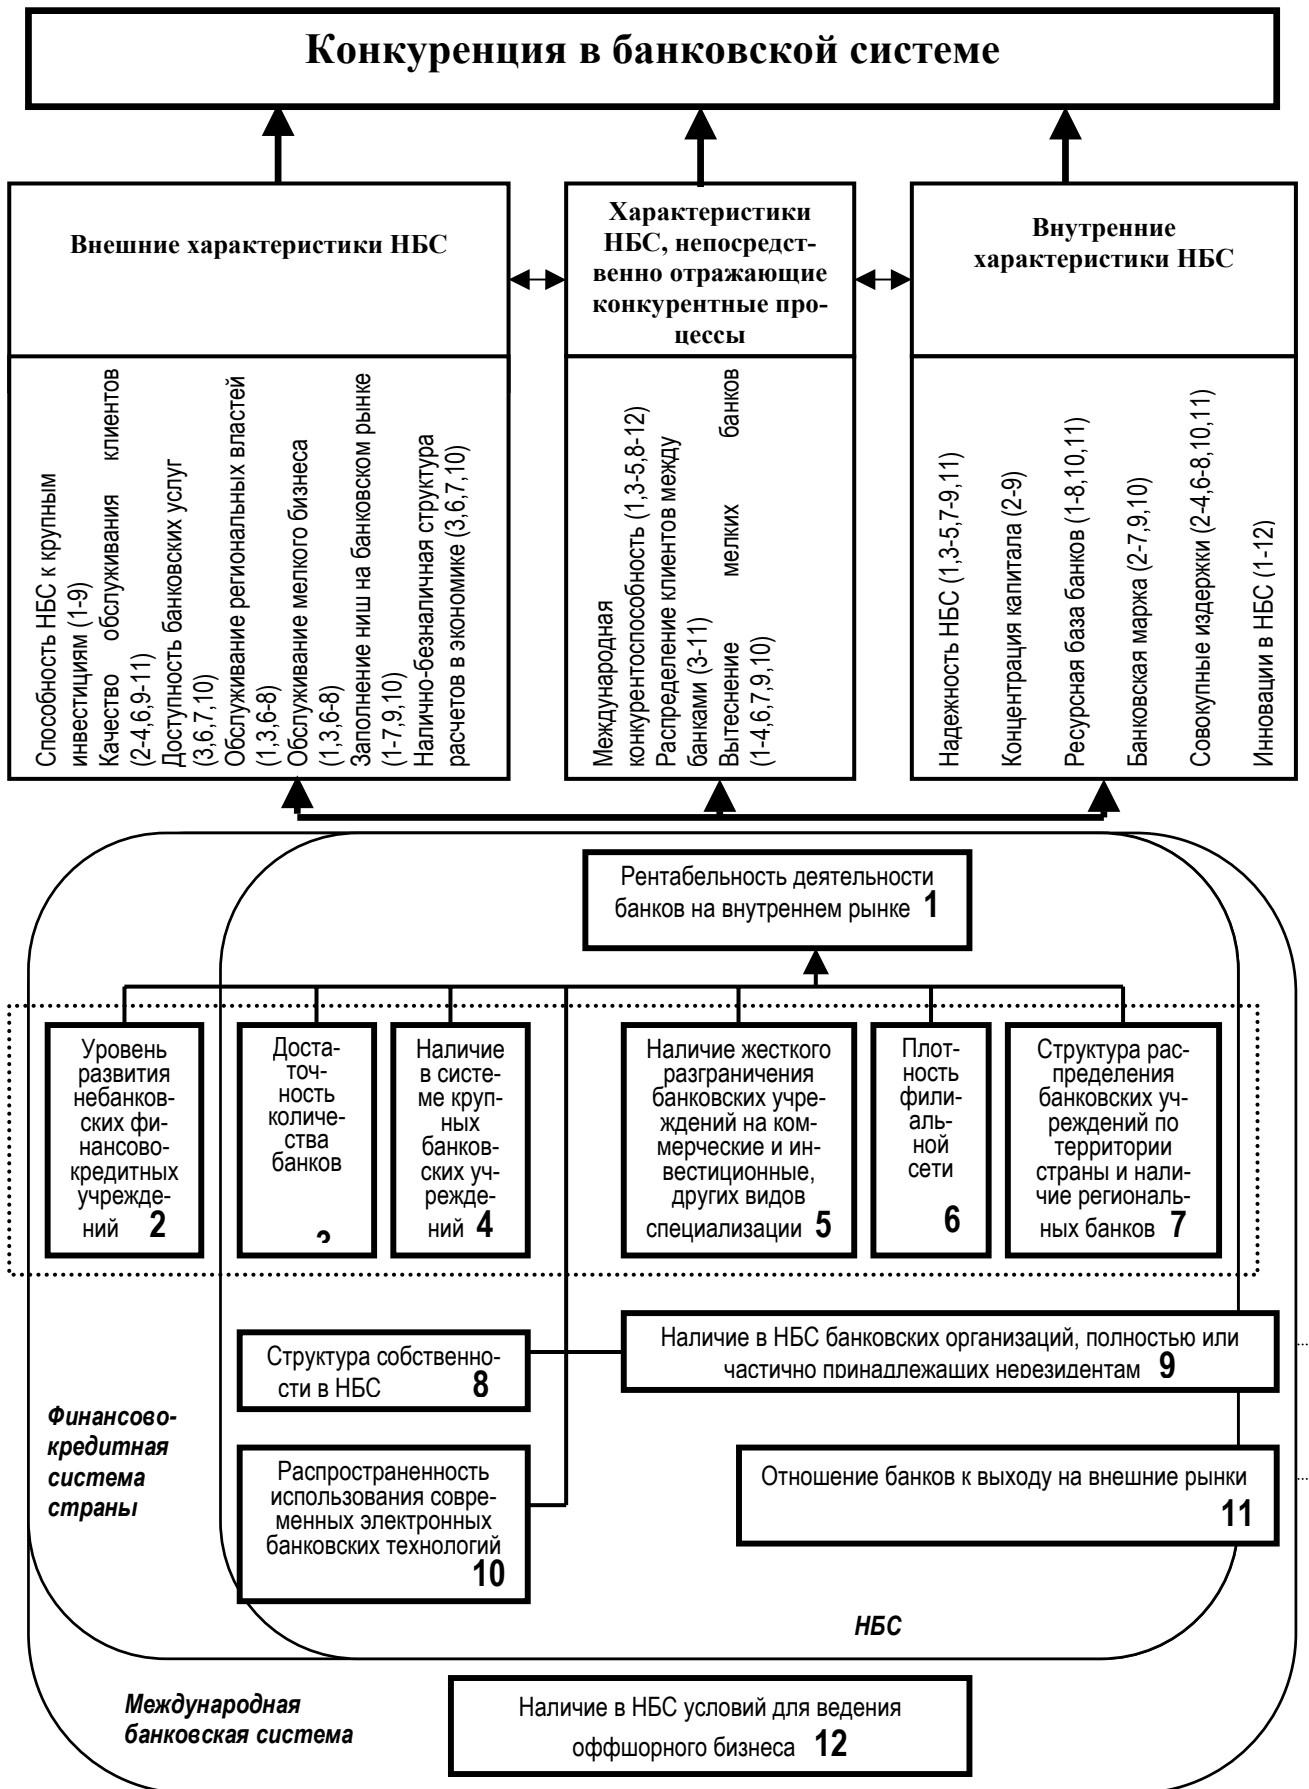 Конкуренция в банковской системе
Внешние характеристики НБС
Характеристики
НБС, непосредст-
венно отражающие
конкурентные про-
цессы
Внутренние
характеристики НБС
Способность НБС к крупным
инвестициям (1-9)
Качество обслуживания клиентов
(2-4,6,9-11)
Доступность банковских услуг
(3,6,7,10)
Обслуживание региональных властей
(1,3,6-8)
Обслуживание мелкого бизнеса
(1,3,6-8)
Заполнение ниш на банковском рынке
(1-7,9,10)
Налично-безналичная структура
расчетов в экономике (3,6,7,10)
Международная
конкурентоспособность (1,3-5,8-12)
Распределение клиентов между
банками (3-11)
Вытеснение мелких банков
(1-4,6,7,9,10)
Надежность НБС (1,3-5,7-9,11)
Концентрация капитала (2-9)
Ресурсная база банков (1-8,10,11)
Банковская маржа (2-7,9,10)
Совокупные издержки (2-4,6-8,10,11)
Инновации в НБС (1-12)
Рентабельность деятельности
банков на внутреннем рынке 1
Уровень
развития
небанков-
ских фи-
нансово-
кредитных
учрежде-
ний 2
Доста-
точ-
ность
количе-
ства
банков
3
Наличие
в систе-
ме круп-
ных
банков-
ских уч-
режде-
ний 4
Наличие жесткого
разграничения
банковских учре-
ждений на ком-
мерческие и ин-
вестиционные,
других видов
специализации 5
Плот-
ность
фили-
аль-
ной
сети
6
Структура рас-
пределения
банковских уч-
реждений по
территории
страны и нали-
чие региональ-
ных банков 7
Структура собственно-
сти в НБС 8
Наличие в НБС банковских организаций, полностью или
частично принадлежащих нерезидентам 9
...
Финансово-
кредитная
система
страны
Распространенность
использования совре-
менных электронных
банковских технологий
10
Отношение банков к выходу на внешние рынки
11
...
НБС
Международная
банковская система
Наличие в НБС условий для ведения
оффшорного бизнеса 12